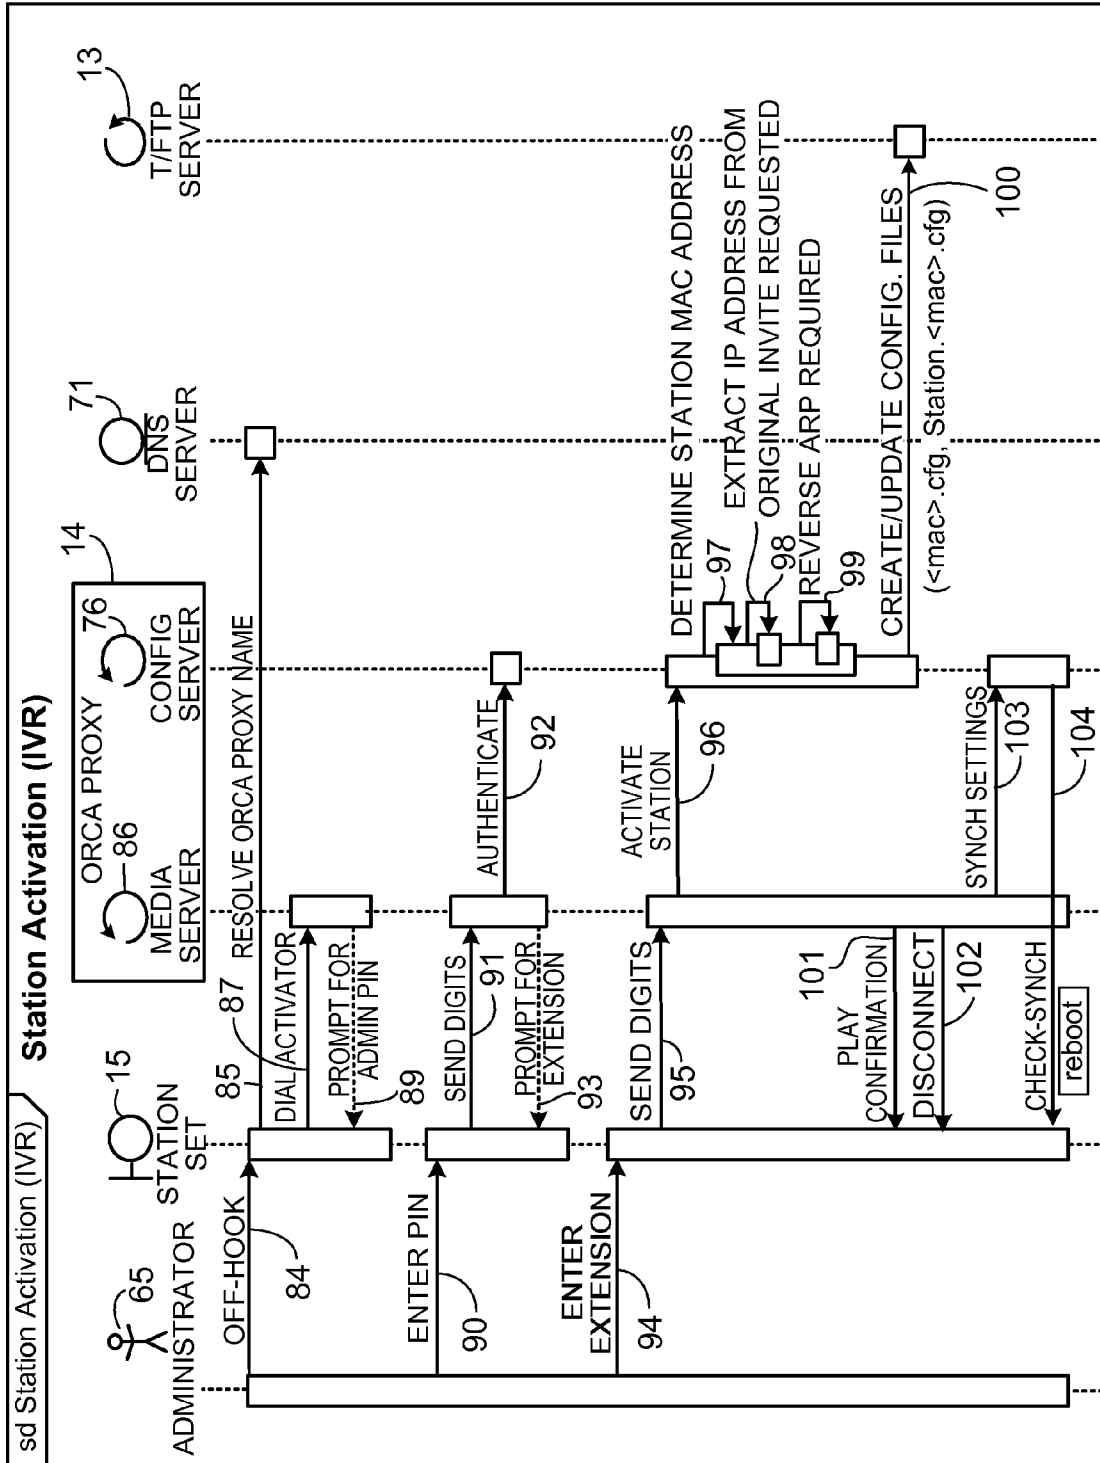 sd Station Activation (IVR)
Station Activation (IVR)
65
ADMINISTRATOR
15
STATION
SET
14
ORCA PROXY
86
MEDIA
SERVER
76
CONFIG
SERVER
71
DNS
SERVER
13
T/FTP
SERVER
OFF-HOOK
84
85
RESOLVE ORCA PROXY NAME
87
DIAL ACTIVATOR
PROMPT FOR
ADMIN PIN
89
ENTER PIN
90
SEND DIGITS
91
AUTHENTICATE
92
PROMPT FOR
EXTENSION
93
ENTER
EXTENSION
94
SEND DIGITS
95
ACTIVATE
STATION
96
DETERMINE STATION MAC ADDRESS
97
EXTRACT IP ADDRESS FROM
ORIGINAL INVITE REQUESTED
98
REVERSE ARP REQUIRED
99
CREATE/UPDATE CONFIG. FILES
(<mac>.cfg, Station.<mac>.cfg)
100
101
PLAY
CONFIRMATION
DISCONNECT
102
SYNCH SETTINGS
103
CHECK-SYNCH
104
reboot